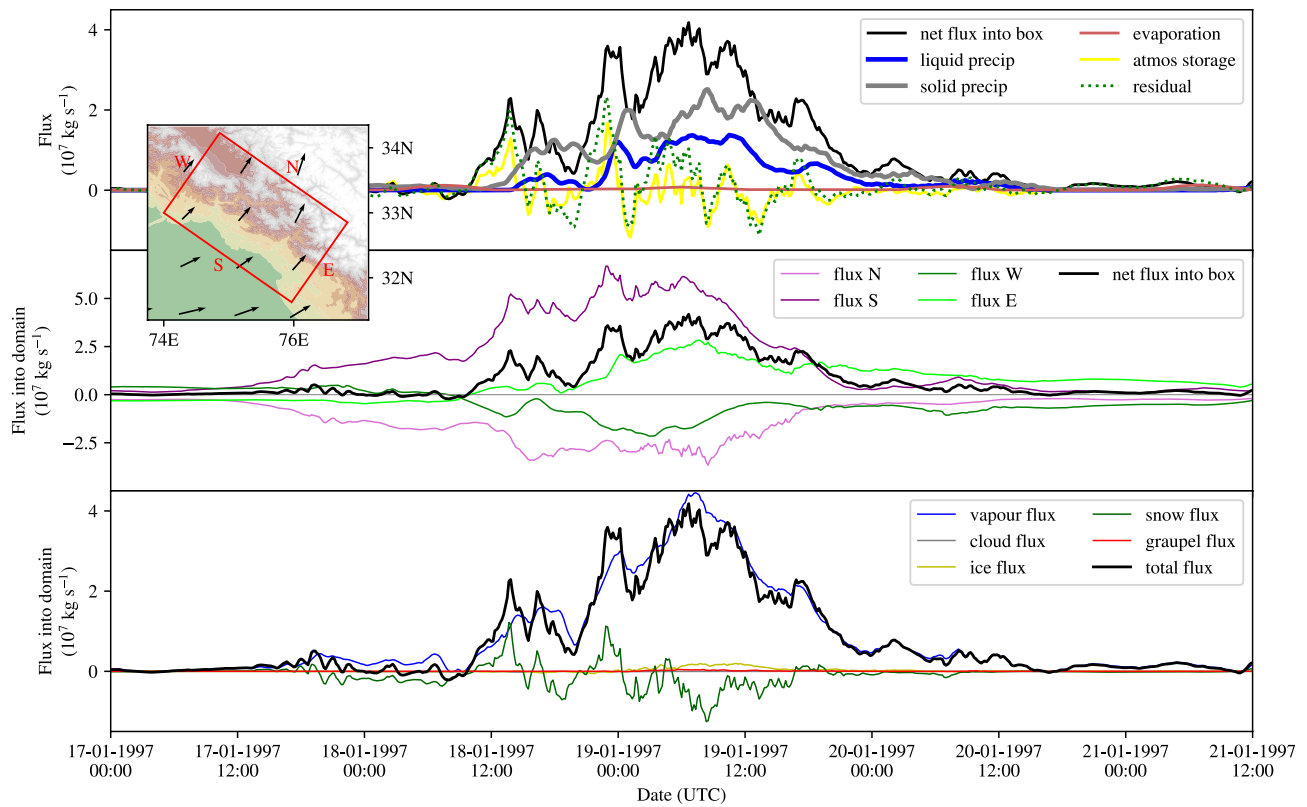 4
2
0
Flux
(10⁷ kg s⁻¹)
net flux into box
liquid precip
solid precip
evaporation
atmos storage
residual
W
N
S
E
34N
33N
32N
74E
76E
5.0
2.5
0.0
−2.5
Flux into domain
(10⁷ kg s⁻¹)
flux N
flux S
flux W
flux E
net flux into box
4
2
0
Flux into domain
(10⁷ kg s⁻¹)
vapour flux
cloud flux
ice flux
snow flux
graupel flux
total flux
17-01-1997 17-01-1997 18-01-1997 18-01-1997 19-01-1997 19-01-1997 20-01-1997 20-01-1997 21-01-1997 21-01-1997
00:00 12:00 00:00 12:00 00:00 12:00 00:00 12:00 00:00 12:00
Date (UTC)